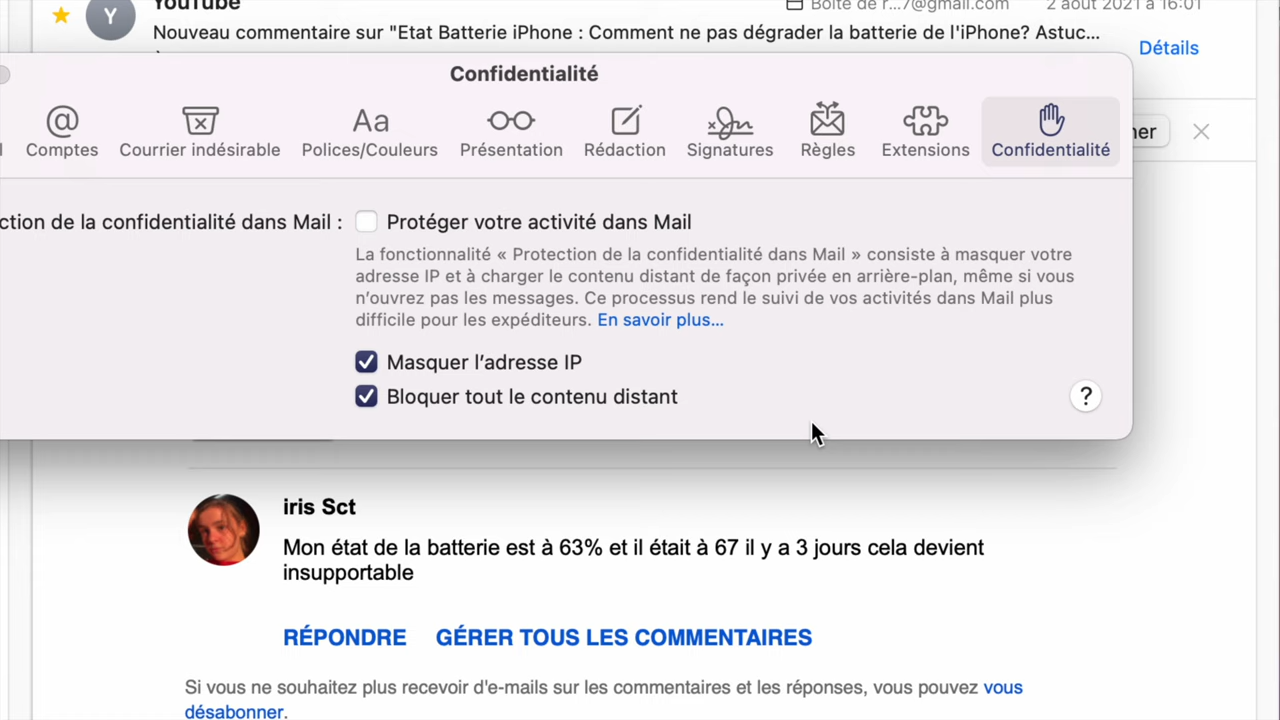 YouTube
Boîte de r...7@gmail.com
2 août 2021 à 16:01
Y
Nouveau commentaire sur "Etat Batterie iPhone : Comment ne pas dégrader la batterie de l'iPhone? Astuc...
Détails
Confidentialité
Comptes
Courrier indésirable
Polices/Couleurs
Présentation
Rédaction
Signatures
Règles
Extensions
Confidentialité
ner
ction de la confidentialité dans Mail :
Protéger votre activité dans Mail
La fonctionnalité « Protection de la confidentialité dans Mail » consiste à masquer votre
adresse IP et à charger le contenu distant de façon privée en arrière-plan, même si vous
n’ouvrez pas les messages. Ce processus rend le suivi de vos activités dans Mail plus
difficile pour les expéditeurs. En savoir plus...
Masquer l’adresse IP
Bloquer tout le contenu distant
?
iris Sct
Mon état de la batterie est à 63% et il était à 67 il y a 3 jours cela devient
insupportable
RÉPONDRE GÉRER TOUS LES COMMENTAIRES
Si vous ne souhaitez plus recevoir d'e-mails sur les commentaires et les réponses, vous pouvez vous
désabonner.